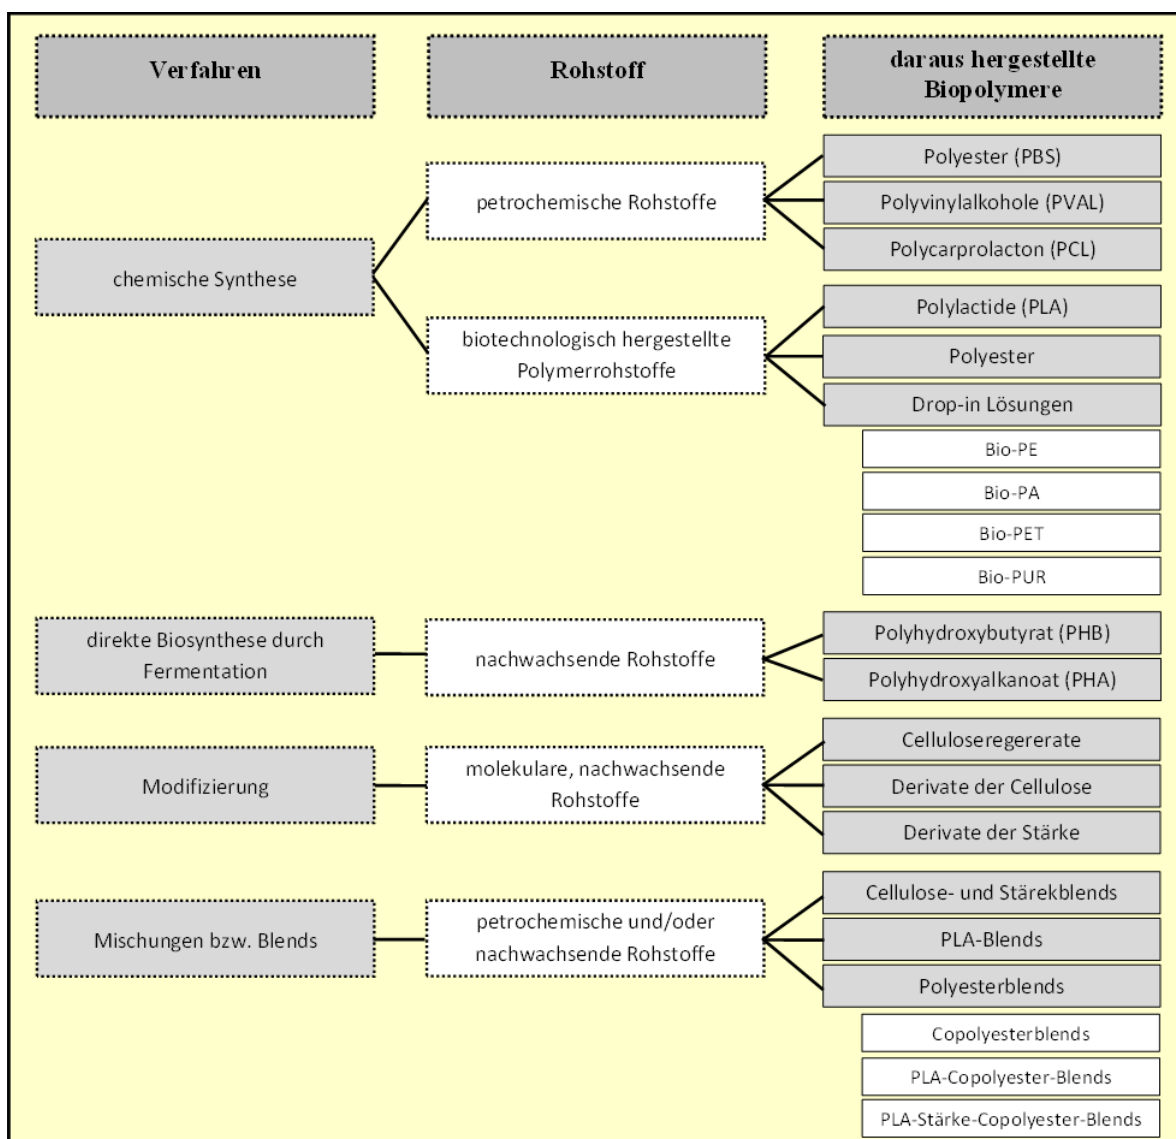 Verfahren
Rohstoff
daraus hergestellte
Biopolymere
chemische Synthese
petrochemische Rohstoffe
Polyester (PBS)
Polyvinylalkohole (PVAL)
Polycarprolacton (PCL)
biotechnologisch hergestellte
Polymerrohstoffe
Polylactide (PLA)
Polyester
Drop-in Lösungen
Bio-PE
Bio-PA
Bio-PET
Bio-PUR
direkte Biosynthese durch
Fermentation
nachwachsende Rohstoffe
Polyhydroxybutyrat (PHB)
Polyhydroxyalkanoat (PHA)
Modifizierung
molekulare, nachwachsende
Rohstoffe
Celluloseregererate
Derivate der Cellulose
Derivate der Stärke
Mischungen bzw. Blends
petrochemische und/oder
nachwachsende Rohstoffe
Cellulose- und Stärekblends
PLA-Blends
Polyesterblends
Copolyesterblends
PLA-Copolyester-Blends
PLA-Stärke-Copolyester-Blends